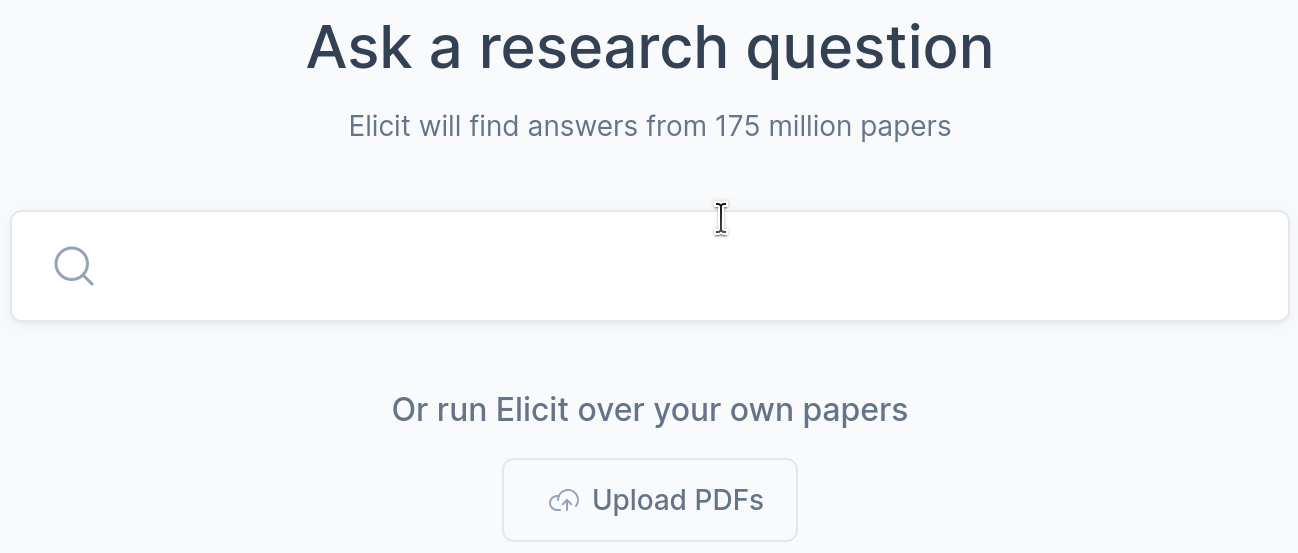 Ask a research question
Elicit will find answers from 175 million papers
Or run Elicit over your own papers
Upload PDFs